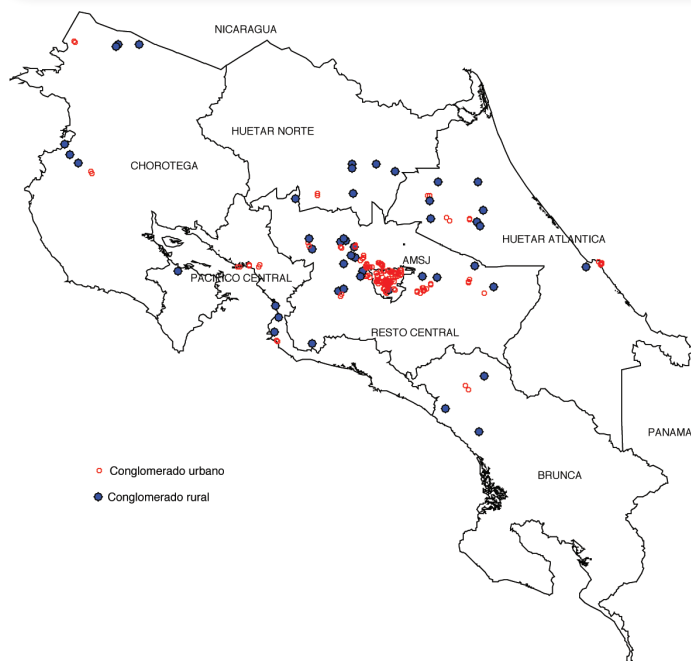 NICARAGUA
HUETAR NORTE
CHOROTEGA
HUETAR ATLANTICA
AMSJ
PACIFICO CENTRAL
RESTO CENTRAL
PANAMA
Conglomerado urbano
BRUNCA
Conglomerado rural